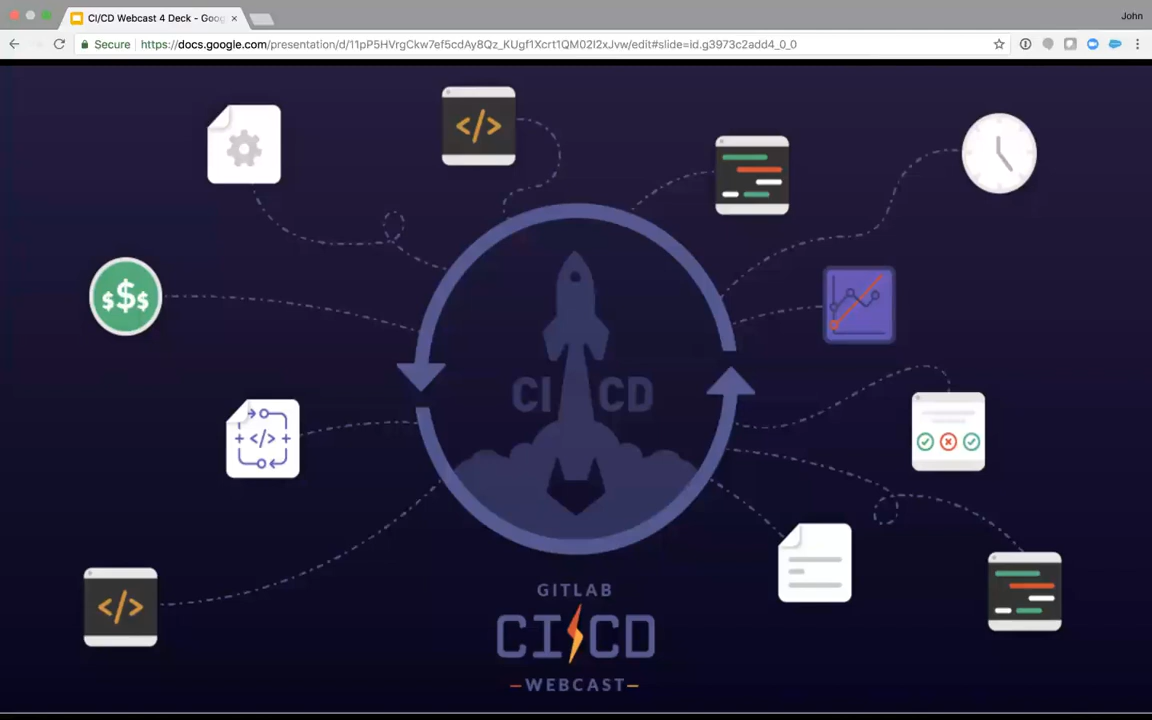 CI/CD Webcast 4 Deck - Goog
John
Secure
https://docs.google.com/presentation/d/11pP5HVrgCkw7ef5cdAy8Qz_KUgf1Xcrt1QM02I2xJvw/edit#slide=id.g3973c2add4_0_0
</>
$$$
CI CD
</>
</>
GITLAB
CI CD
WEBCAST